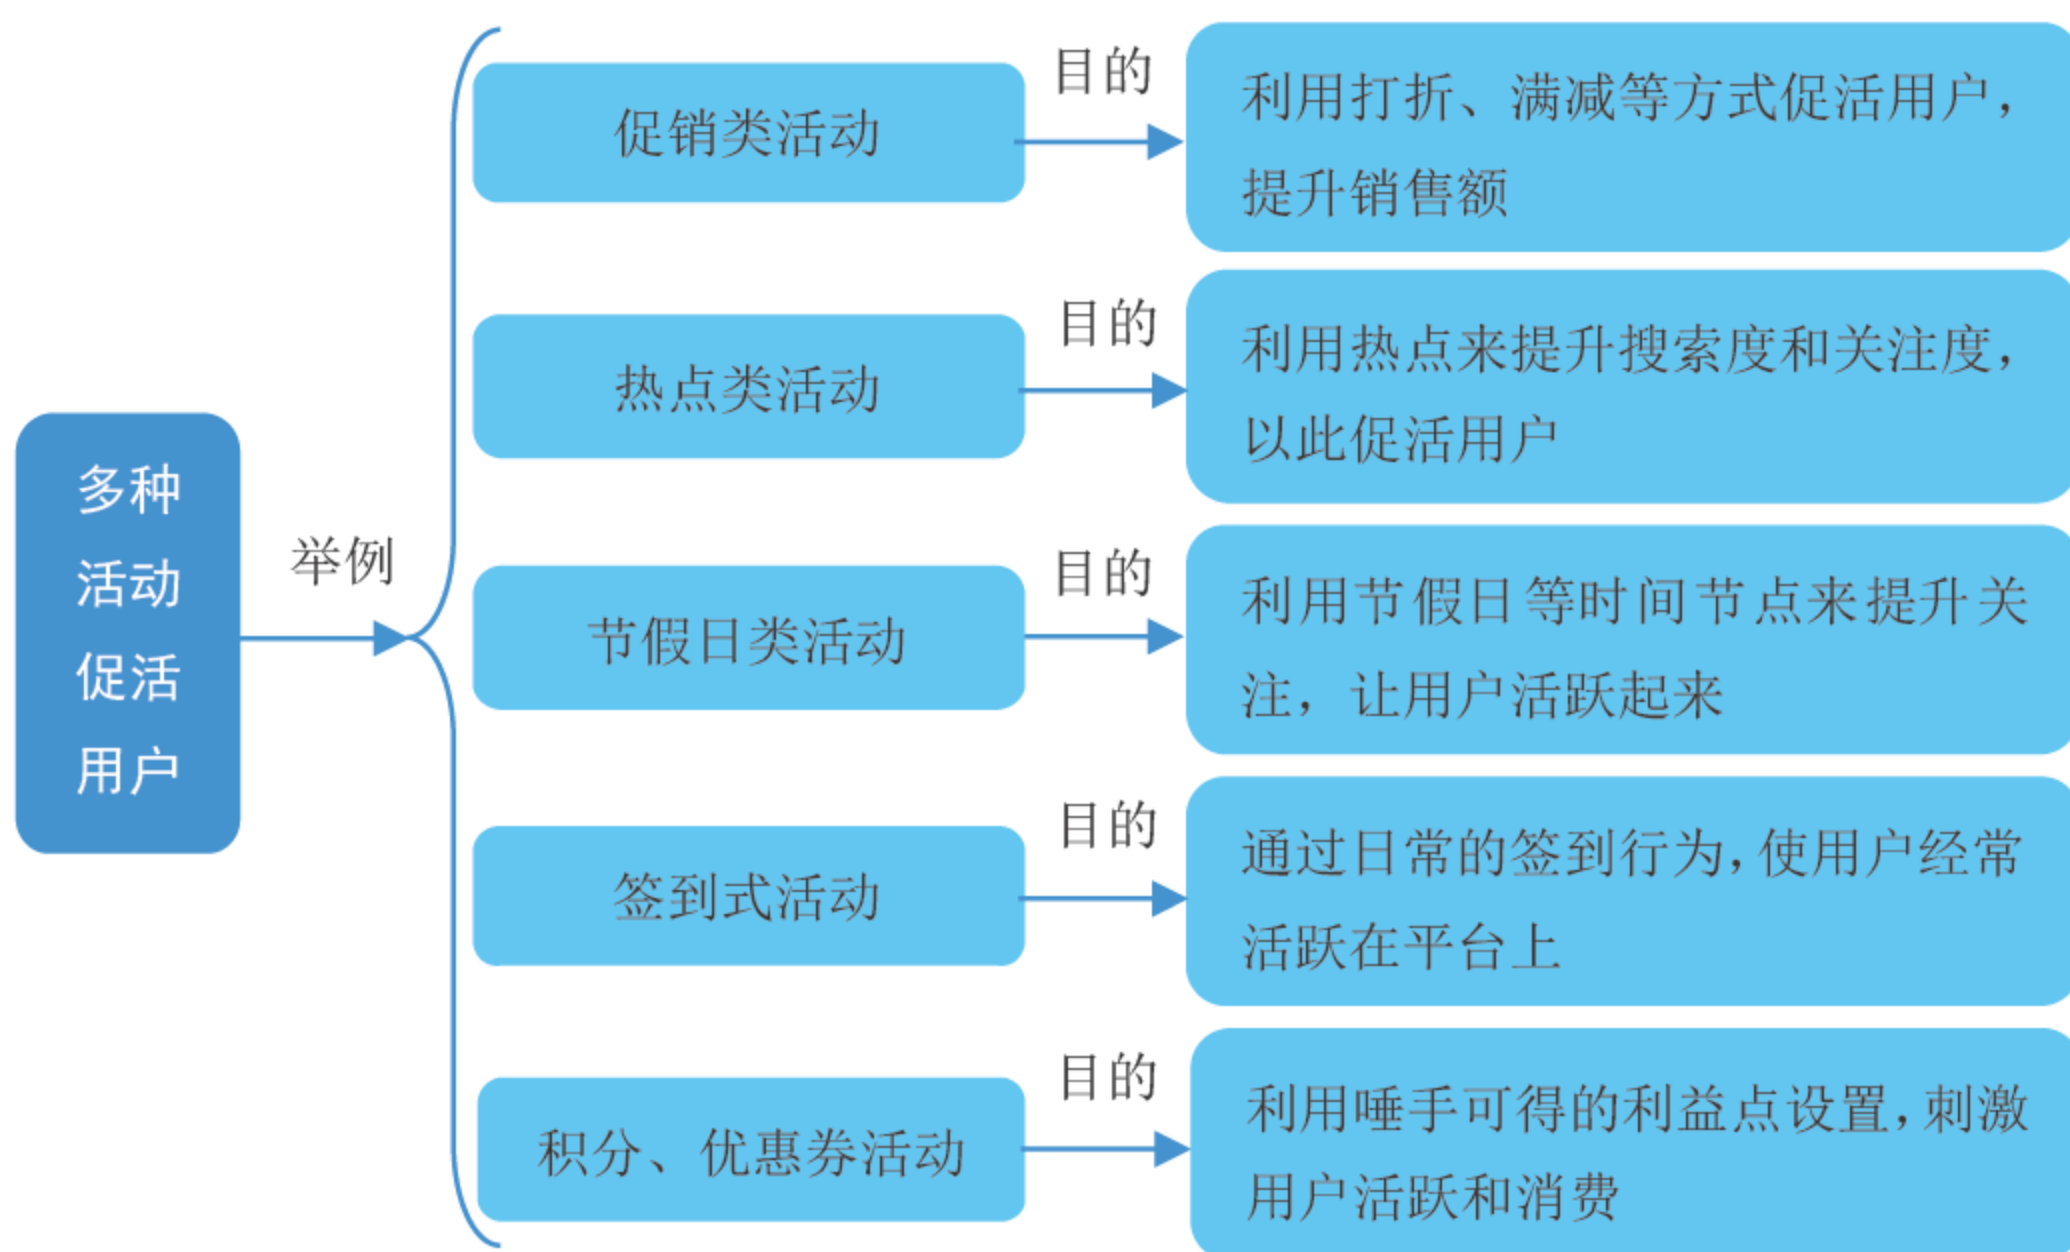 多种
活动
促活
用户
举例
促销类活动
目的
利用打折、满减等方式促活用户，
提升销售额
热点类活动
目的
利用热点来提升搜索度和关注度，
以此促活用户
节假日类活动
目的
利用节假日等时间节点来提升关
注，让用户活跃起来
签到式活动
目的
通过日常的签到行为，使用户经常
活跃在平台上
积分、优惠券活动
目的
利用唾手可得的利益点设置，刺激
用户活跃和消费